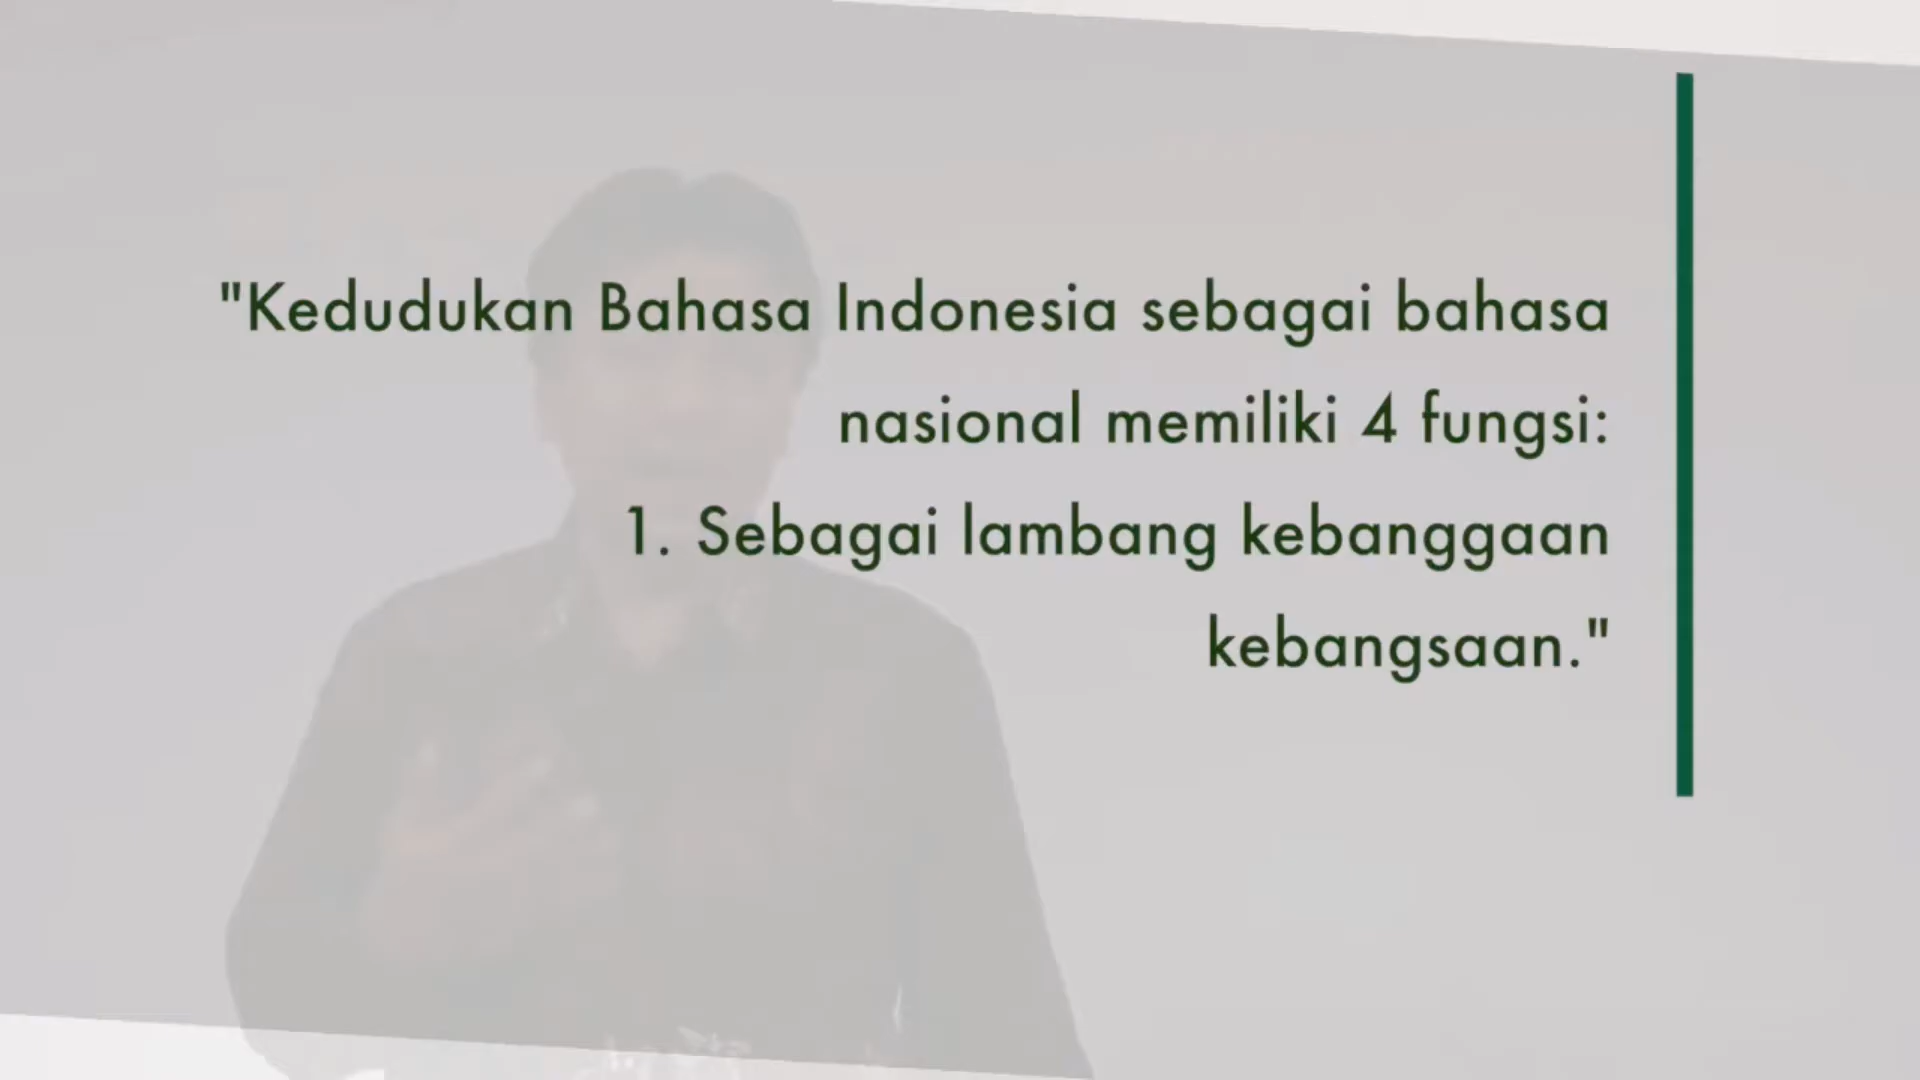 "Kedudukan Bahasa Indonesia sebagai bahasa
nasional memiliki 4 fungsi:
1. Sebagai lambang kebanggaan
kebangsaan."